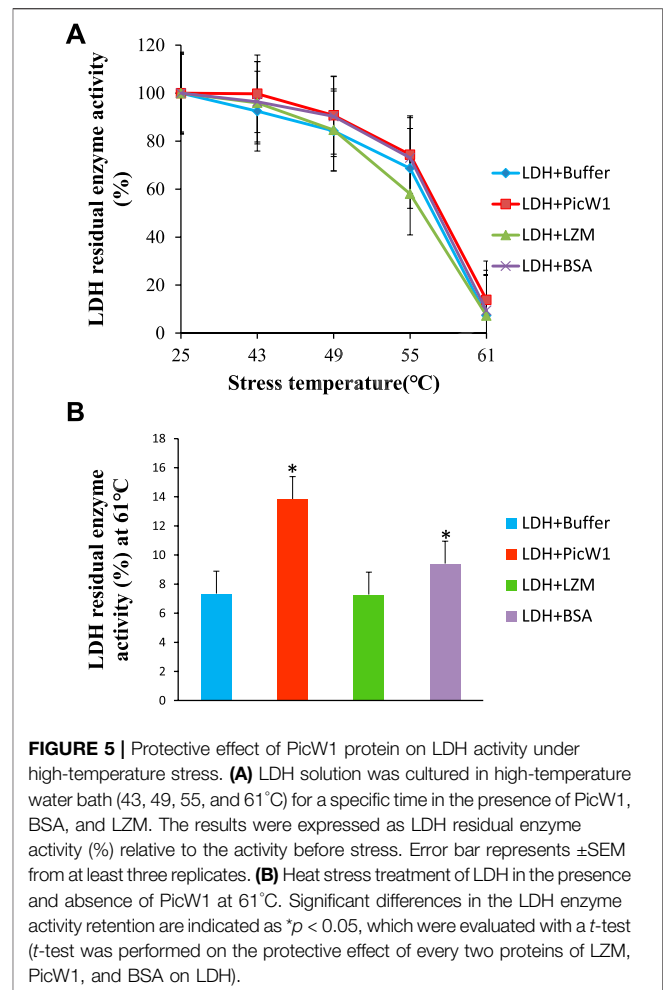 A
120
100
80
60
40
20
0
LDH residual enzyme activity
(%)
25 43 49 55 61
Stress temperature(℃)
LDH+Buffer
LDH+PicW1
LDH+LZM
LDH+BSA
B
18
16
14
12
10
8
6
4
2
0
LDH residual enzyme
activity (%) at 61℃
*
*
LDH+Buffer
LDH+PicW1
LDH+LZM
LDH+BSA
FIGURE 5 | Protective effect of PicW1 protein on LDH activity under
high-temperature stress. (A) LDH solution was cultured in high-temperature
water bath (43, 49, 55, and 61°C) for a specific time in the presence of PicW1,
BSA, and LZM. The results were expressed as LDH residual enzyme
activity (%) relative to the activity before stress. Error bar represents ±SEM
from at least three replicates. (B) Heat stress treatment of LDH in the presence
and absence of PicW1 at 61°C. Significant differences in the LDH enzyme
activity retention are indicated as *p < 0.05, which were evaluated with a t-test
(t-test was performed on the protective effect of every two proteins of LZM,
PicW1, and BSA on LDH).